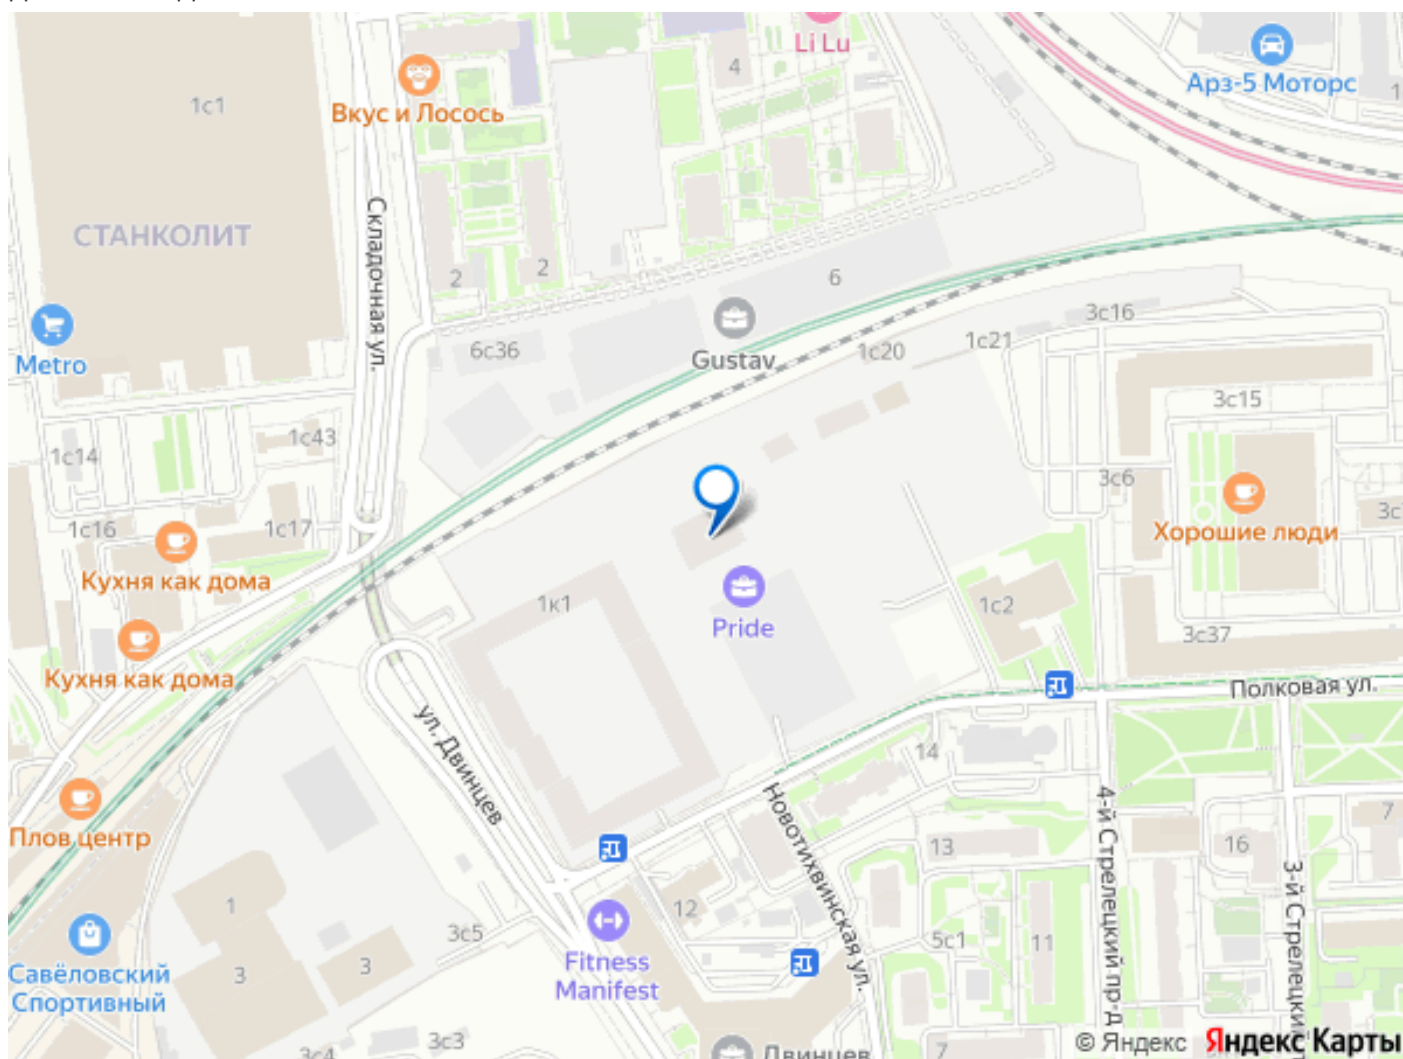 Li Lu
4
Арз-5 Моторс
1с1
Вкус и Лосось
Складочная ул.
СТАНКОЛИТ
2
2
6
Metro
6с36
Gustav
1с20
1с21
3с16
3с15
1с43
1с14
3с6
1с16
1с17
Хорошие люди
Кухня как дома
1к1
Pride
1с2
3с37
Кухня как дома
Полковая ул.
ул. Двинцев
14
Новотихвинская ул.
4-й Стрелецкий пр-д
Плов центр
7
13
16
3-й Стрелецкий
1
12
3с5
5с1
11
3
3
Савёловский
Спортивный
Fitness
Manifest
3с3
3с4
Двинцев
7
© Яндекс Яндекс Карты